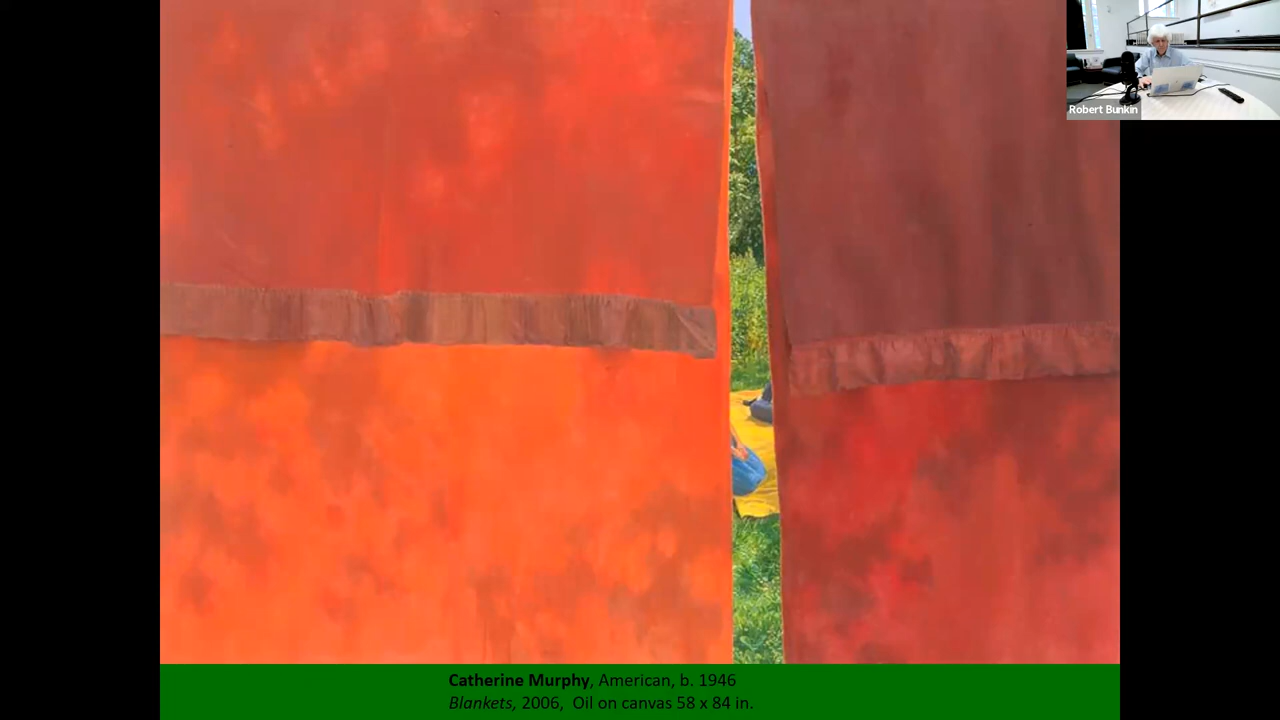 Robert Bunkin
Catherine Murphy, American, b. 1946
Blankets, 2006, Oil on canvas 58 x 84 in.